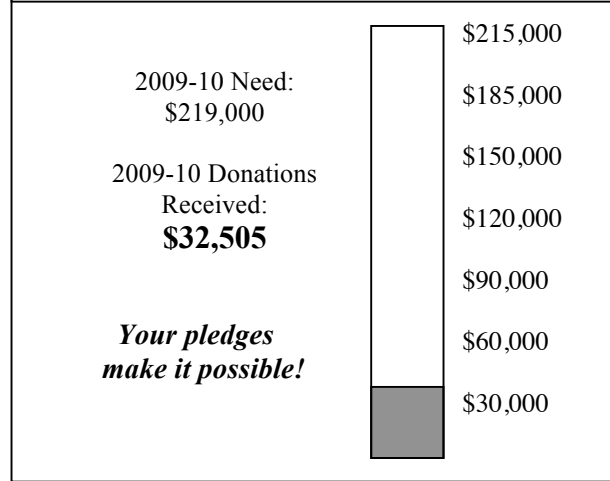 2009-10 Need:
$219,000
2009-10 Donations
Received:
$32,505
Your pledges
make it possible!
$215,000
$185,000
$150,000
$120,000
$90,000
$60,000
$30,000